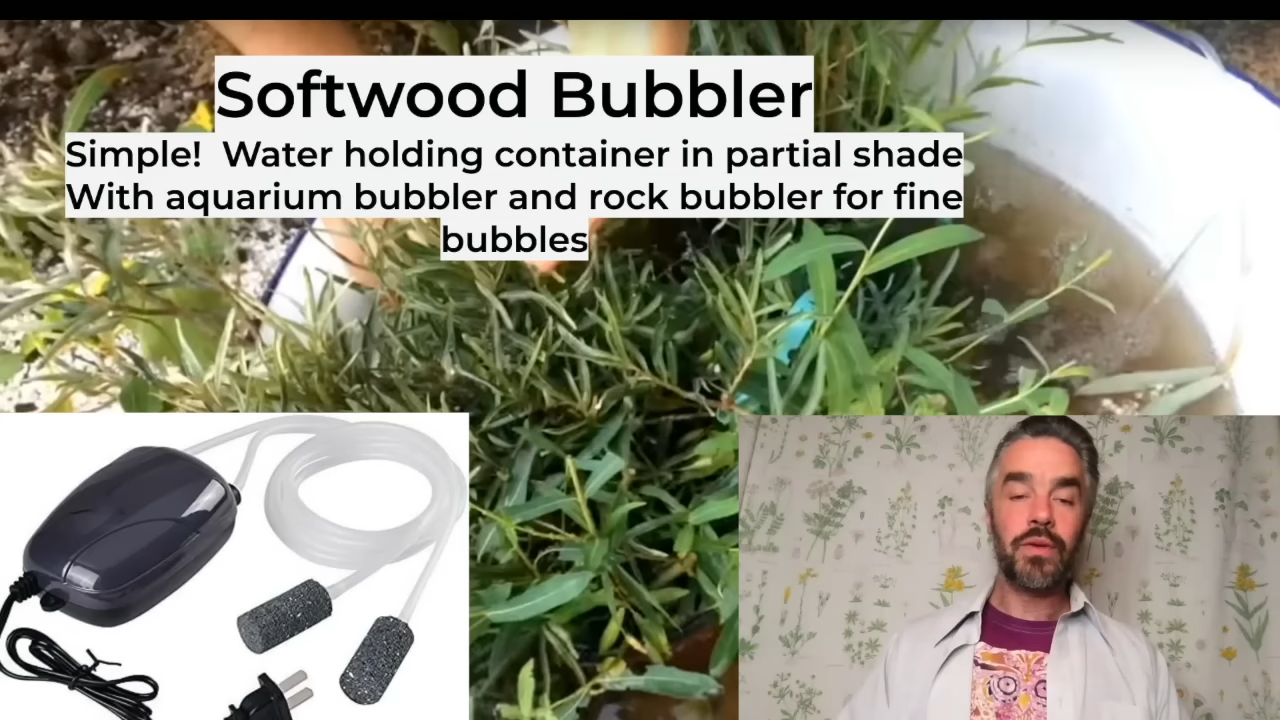 Softwood Bubbler
Simple!  Water holding container in partial shade
With aquarium bubbler and rock bubbler for fine
bubbles